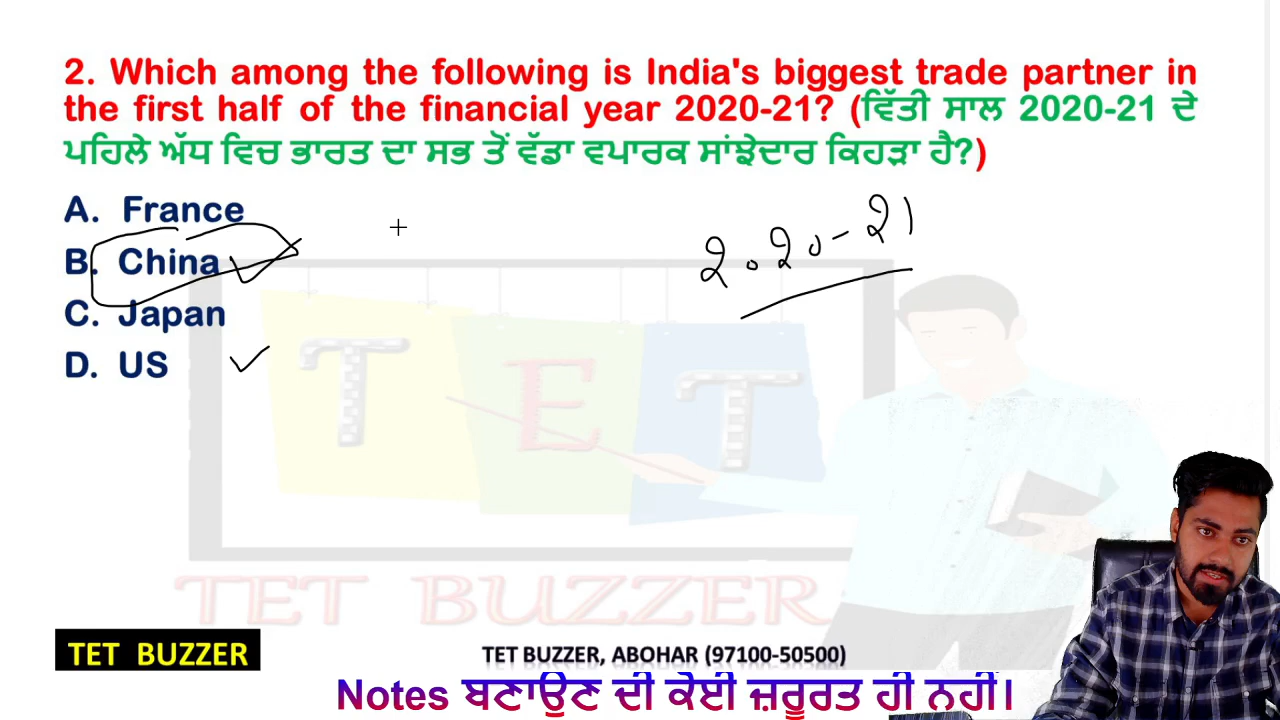 2. Which among the following is India's biggest trade partner in
the first half of the financial year 2020-21? (ਵਿੱਤੀ ਸਾਲ 2020-21 ਦੇ
ਪਹਿਲੇ ਅੱਧ ਵਿਚ ਭਾਰਤ ਦਾ ਸਭ ਤੋਂ ਵੱਡਾ ਵਪਾਰਕ ਸਾਂਝੇਦਾਰ ਕਿਹੜਾ ਹੈ?)
A. France
B. China
C. Japan
D. US
2020-21
T E T
TET BUZZER
TET BUZZER
TET BUZZER, ABOHAR (97100-50500)
Notes ਬਣਾਉਣ ਦੀ ਕੋਈ ਜ਼ਰੂਰਤ ਹੀ ਨਹੀਂ।